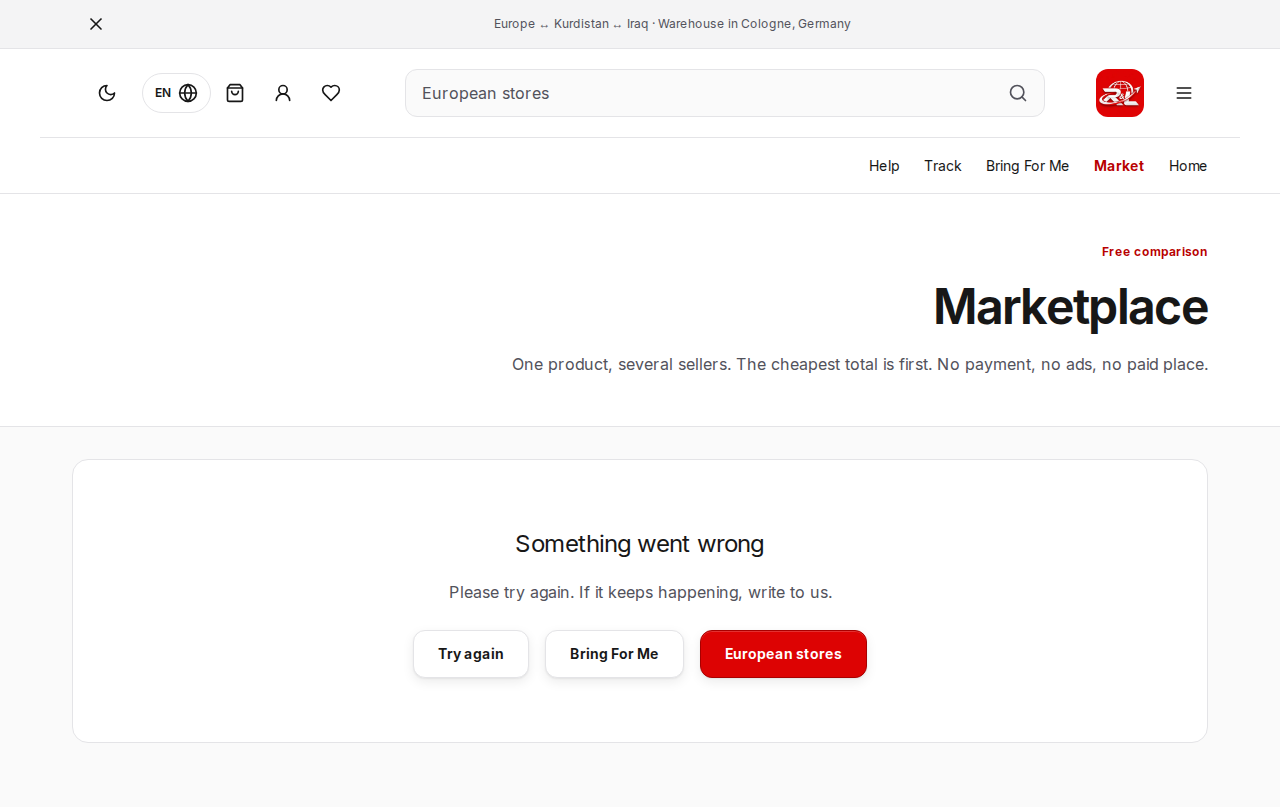 Europe ↔ Kurdistan ↔ Iraq · Warehouse in Cologne, Germany
EN
European stores
Help
Track
Bring For Me
Market
Home
Free comparison
Marketplace
One product, several sellers. The cheapest total is first. No payment, no ads, no paid place.
Something went wrong
Please try again. If it keeps happening, write to us.
Try again
Bring For Me
European stores